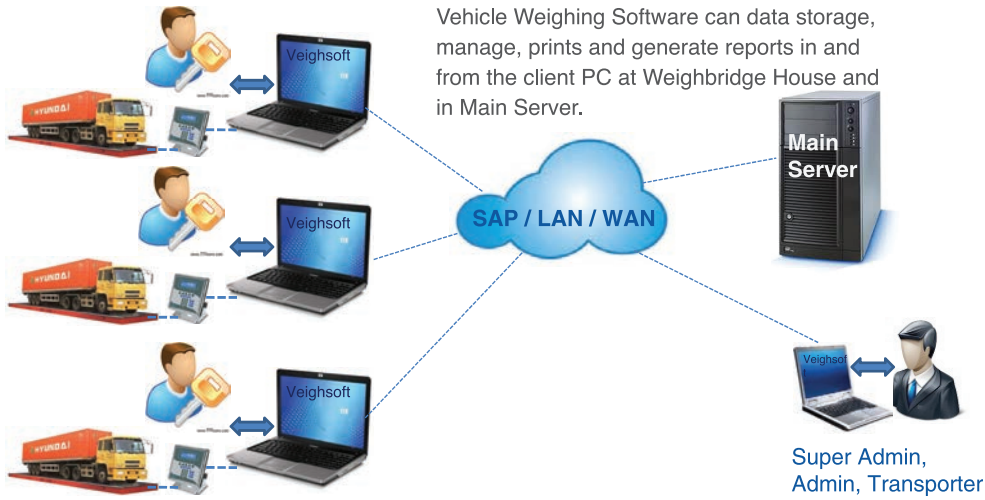 Vehicle Weighing Software can data storage,
manage, prints and generate reports in and
from the client PC at Weighbridge House and
in Main Server.
Veighsoft
HYUNDAI
Main
Server
SAP / LAN / WAN
Veighsoft
HYUNDAI
Veighsoft
HYUNDAI
Veighsof
Super Admin,
Admin, Transporter